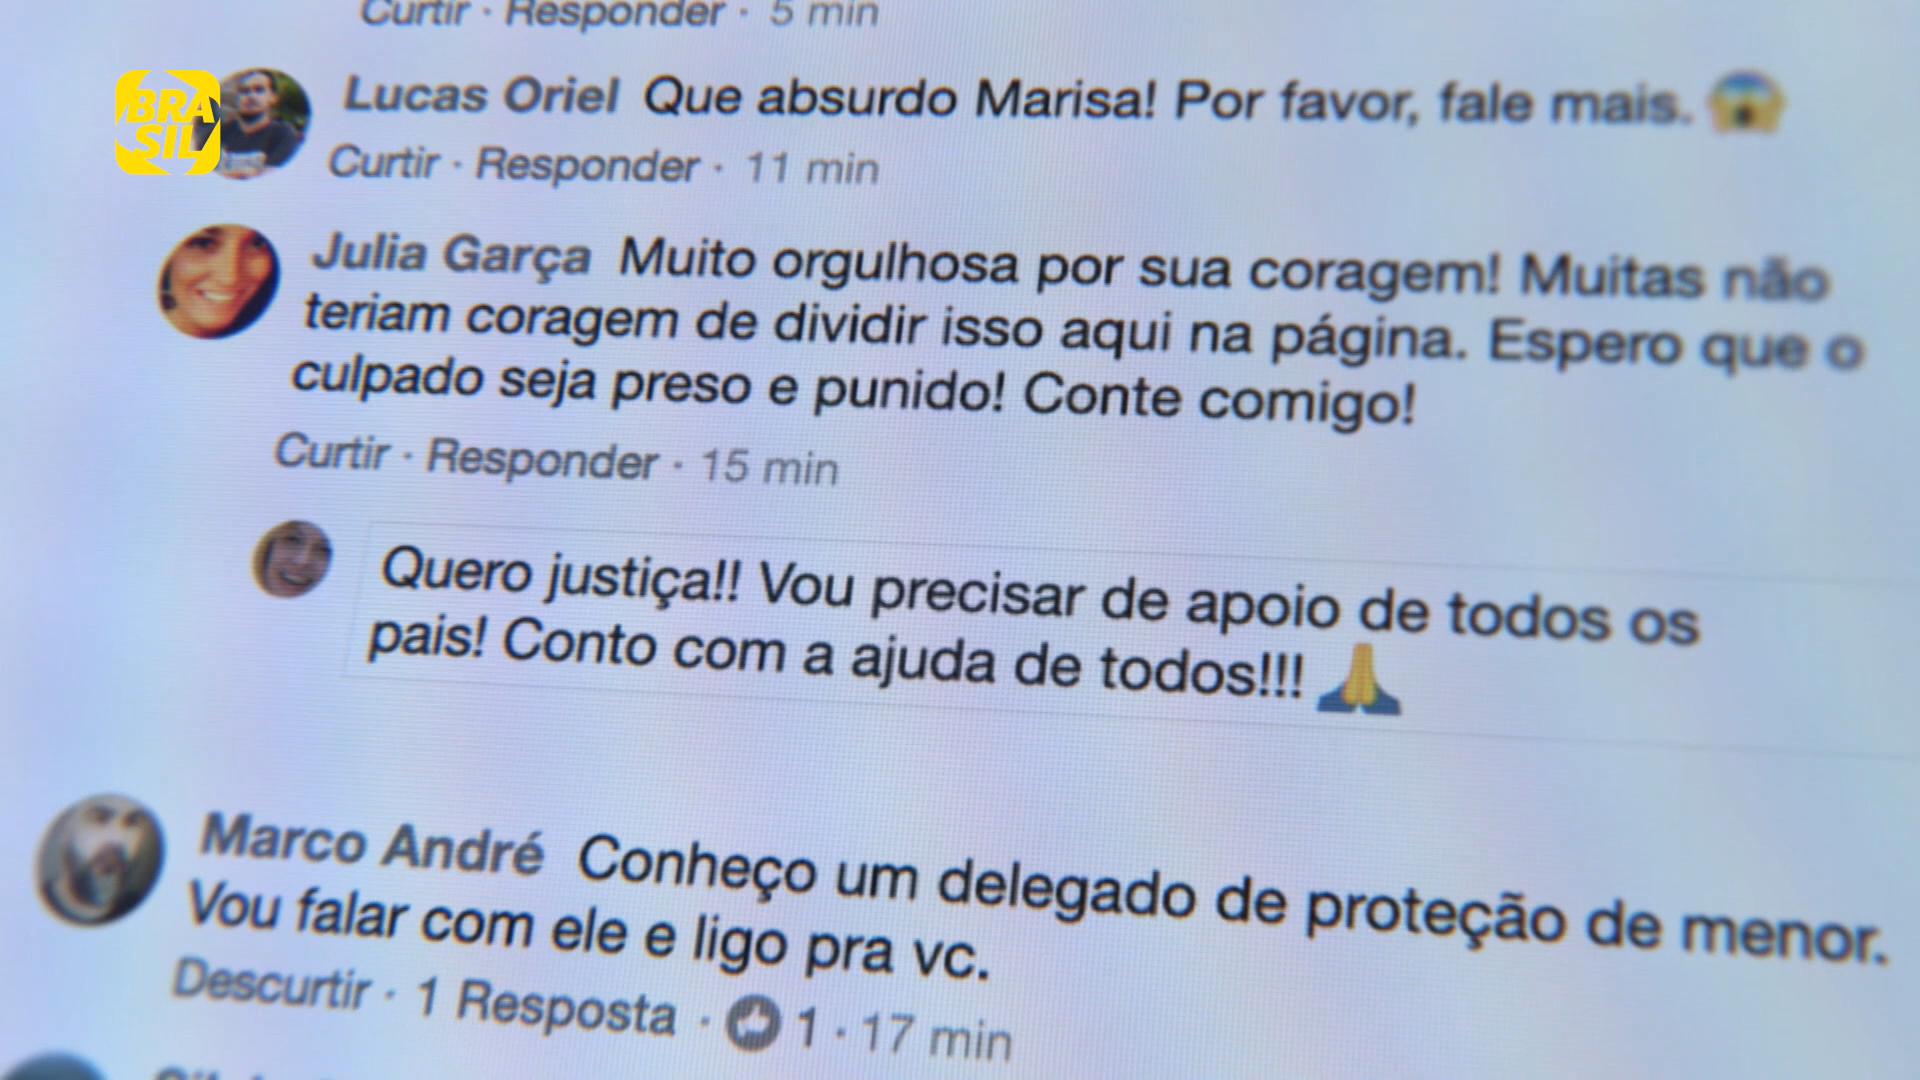 Curtir · Responder · 5 min
BRA
SIL
Lucas Oriel Que absurdo Marisa! Por favor, fale mais. 😱
Curtir · Responder · 11 min
Julia Garça Muito orgulhosa por sua coragem! Muitas não
teriam coragem de dividir isso aqui na página. Espero que o
culpado seja preso e punido! Conte comigo!
Curtir · Responder · 15 min
Quero justiça!! Vou precisar de apoio de todos os
pais! Conto com a ajuda de todos!!! 🙏
Marco André Conheço um delegado de proteção de menor.
Vou falar com ele e ligo pra vc.
Descurtir · 1 Resposta · 1 · 17 min